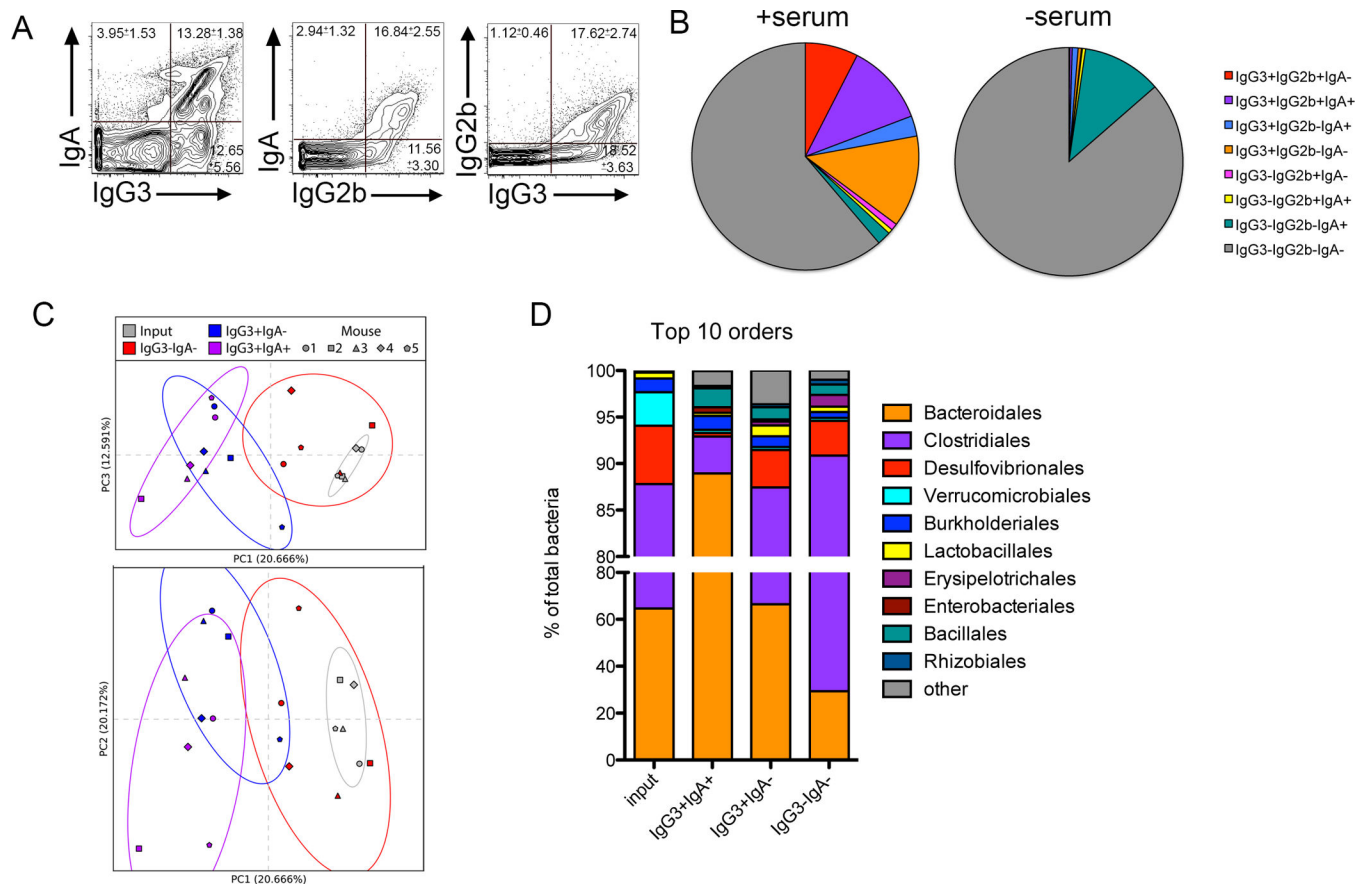 A
3.95±1.53 13.28±1.38
12.65
±5.56
IgA
IgG3
2.94±1.32 16.84±2.55
11.56
±3.30
IgA
IgG2b
1.12±0.46 17.62±2.74
18.52
±3.63
IgG2b
IgG3
B
+serum
-serum
IgG3+IgG2b+IgA-
IgG3+IgG2b+IgA+
IgG3+IgG2b-IgA+
IgG3+IgG2b-IgA-
IgG3-IgG2b+IgA-
IgG3-IgG2b+IgA+
IgG3-IgG2b-IgA+
IgG3-IgG2b-IgA-
C
Input IgG3+IgA- Mouse
IgG3-IgA- IgG3+IgA+ 1 2 3 4 5
PC3 (12.591%)
PC1 (20.666%)
PC2 (20.172%)
PC1 (20.666%)
D
Top 10 orders
% of total bacteria
100
95
90
85
80
80
60
40
20
0
input
IgG3+IgA+
IgG3+IgA-
IgG3-IgA-
Bacteroidales
Clostridiales
Desulfovibrionales
Verrucomicrobiales
Burkholderiales
Lactobacillales
Erysipelotrichales
Enterobacteriales
Bacillales
Rhizobiales
other